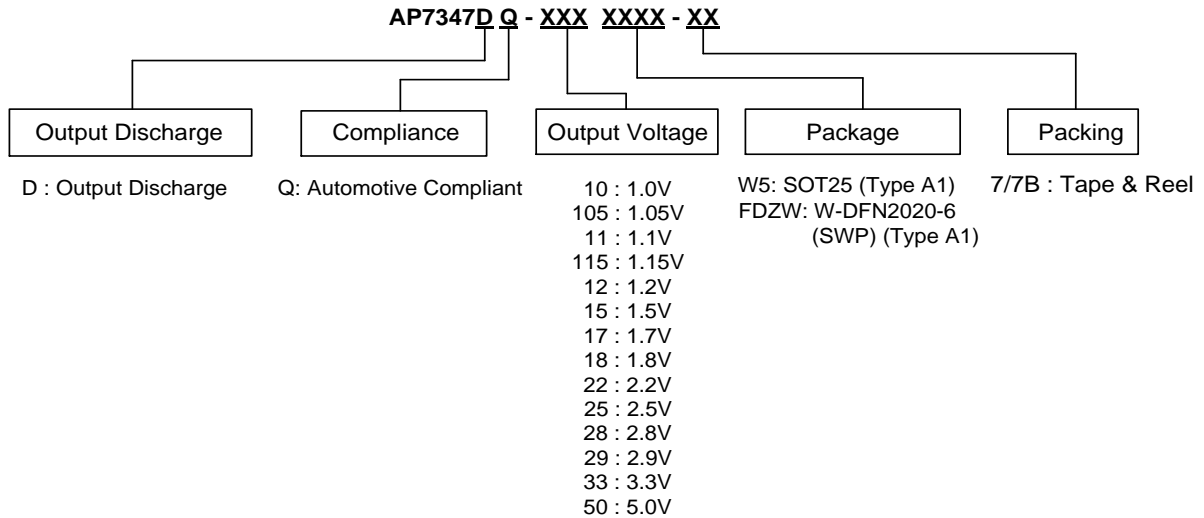 AP7347D Q - XXX XXXX - XX
Output Discharge
Compliance
Output Voltage
Package
Packing
D : Output Discharge
Q: Automotive Compliant
10 : 1.0V
105 : 1.05V
11 : 1.1V
115 : 1.15V
12 : 1.2V
15 : 1.5V
17 : 1.7V
18 : 1.8V
22 : 2.2V
25 : 2.5V
28 : 2.8V
29 : 2.9V
33 : 3.3V
50 : 5.0V
W5: SOT25 (Type A1)
FDZW: W-DFN2020-6
(SWP) (Type A1)
7/7B : Tape & Reel